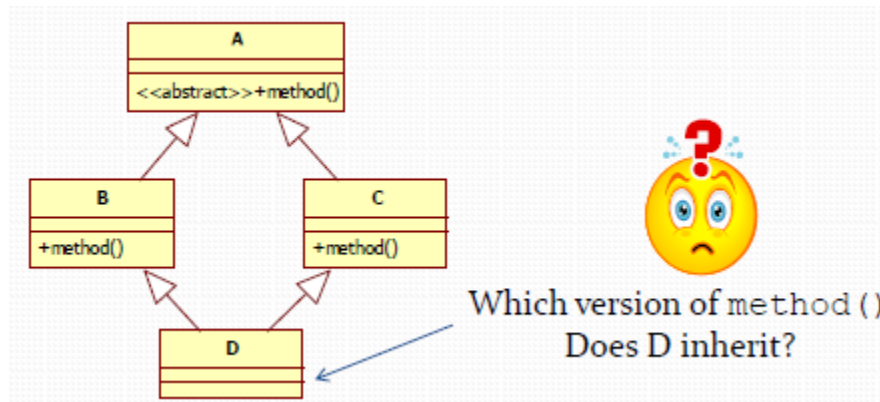 A
<<abstract>>+method()
B
+method()
C
+method()
D
?
Which version of method()
Does D inherit?